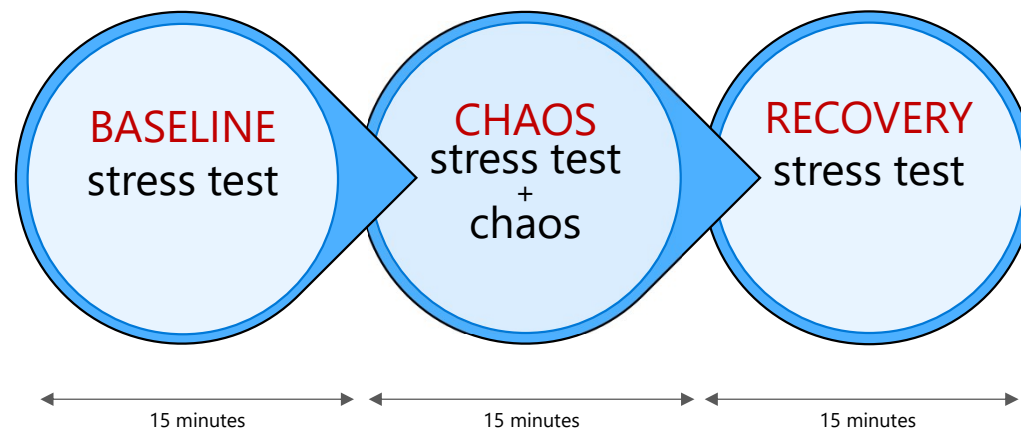 BASELINE
stress test
CHAOS
stress test
+
chaos
RECOVERY
stress test
15 minutes
15 minutes
15 minutes